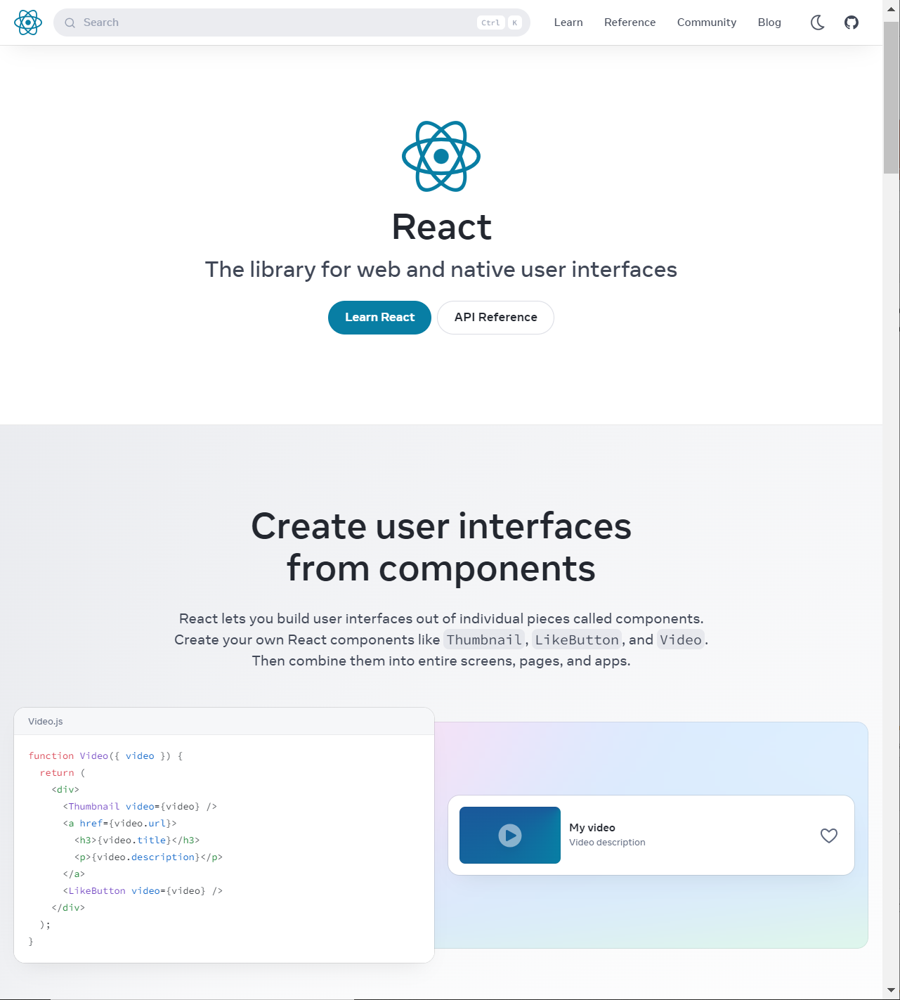 Search Ctrl K Learn Reference Community Blog
React
The library for web and native user interfaces
Learn React API Reference
Create user interfaces
from components
React lets you build user interfaces out of individual pieces called components.
Create your own React components like Thumbnail, LikeButton, and Video.
Then combine them into entire screens, pages, and apps.
Video.js
function Video({ video }) {
  return (
    <div>
      <Thumbnail video={video} />
      <a href={video.url}>
        <h3>{video.title}</h3>
        <p>{video.description}</p>
      </a>
      <LikeButton video={video} />
    </div>
  );
}
My video
Video description